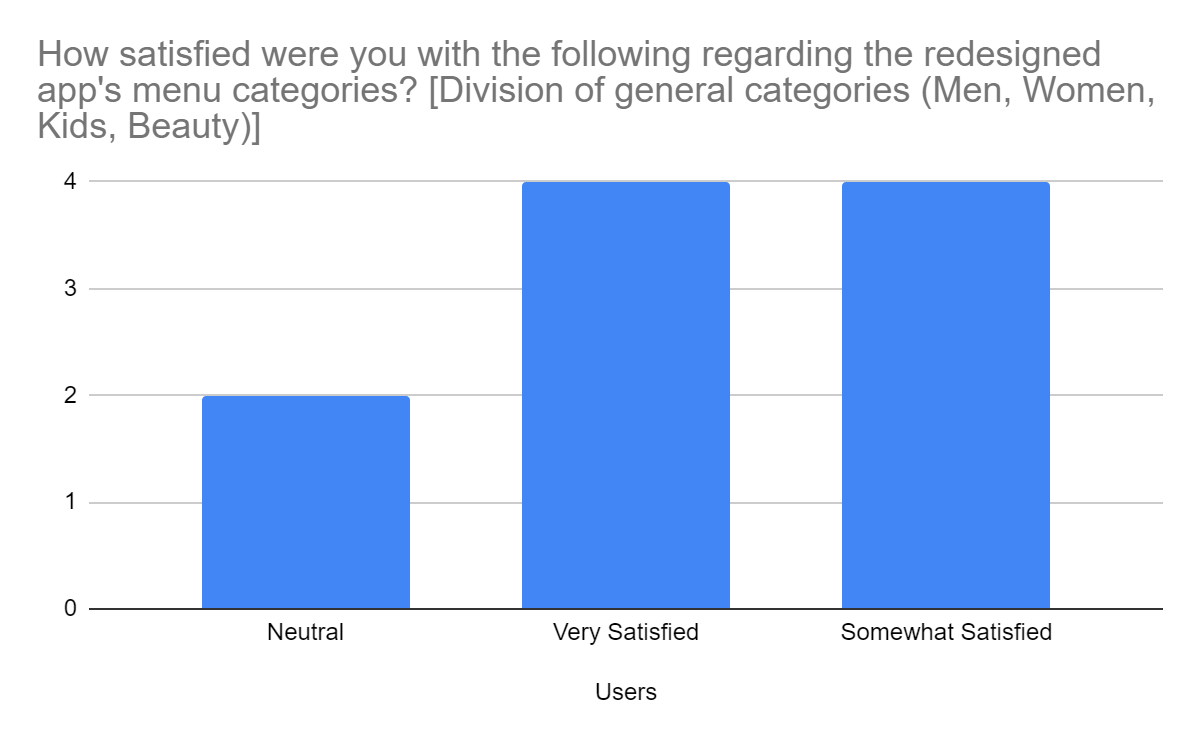 How satisfied were you with the following regarding the redesigned
app's menu categories? [Division of general categories (Men, Women,
Kids, Beauty)]
4
3
2
1
0
Neutral
Very Satisfied
Somewhat Satisfied
Users